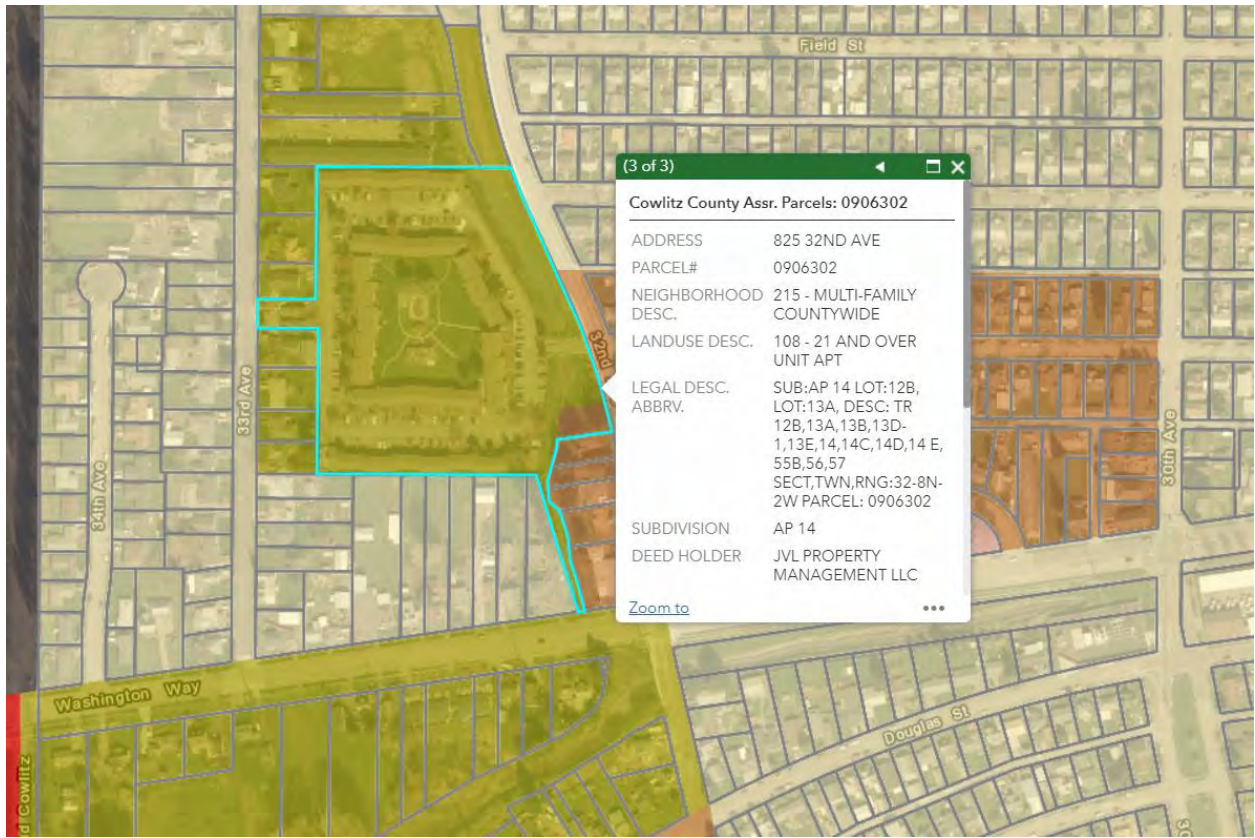 Field St
(3 of 3)
Cowlitz County Assr. Parcels: 0906302
ADDRESS 825 32ND AVE
PARCEL# 0906302
NEIGHBORHOOD 215 - MULTI-FAMILY
DESC. COUNTYWIDE
LANDUSE DESC. 108 - 21 AND OVER
UNIT APT
LEGAL DESC. SUB:AP 14 LOT:12B,
ABBRV. LOT:13A, DESC: TR
12B,13A,13B,13D-
1,13E,14,14C,14D,14 E,
55B,56,57
SECT,TWN,RNG:32-8N-
2W PARCEL: 0906302
SUBDIVISION AP 14
DEED HOLDER JVL PROPERTY
MANAGEMENT LLC
Zoom to
32nd
33rd Ave
34th Ave
30th Ave
Washington Way
Douglas St
d Cowlitz